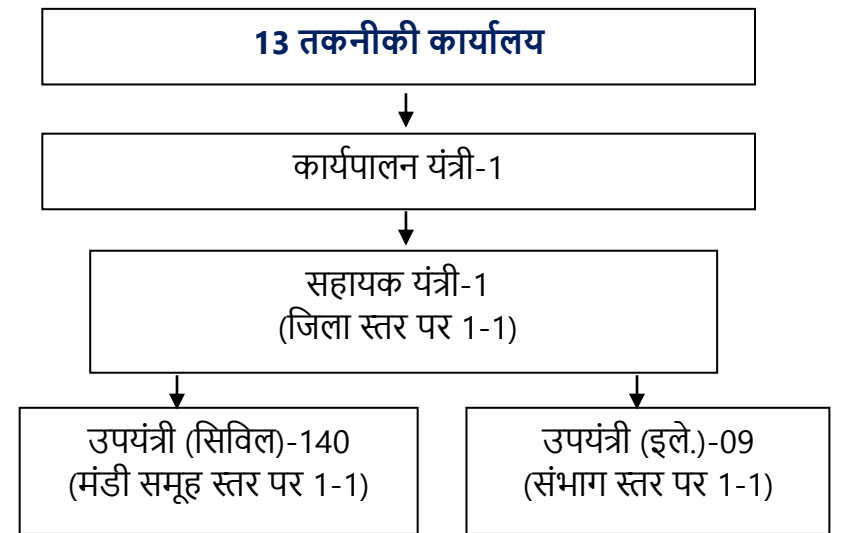 13 तकनीकी कार्यालय
कार्यपालन यंत्री-1
सहायक यंत्री-1
(जिला स्तर पर 1-1)
उपयंत्री (सिविल)-140
(मंडी समूह स्तर पर 1-1)
उपयंत्री (इले.)-09
(संभाग स्तर पर 1-1)